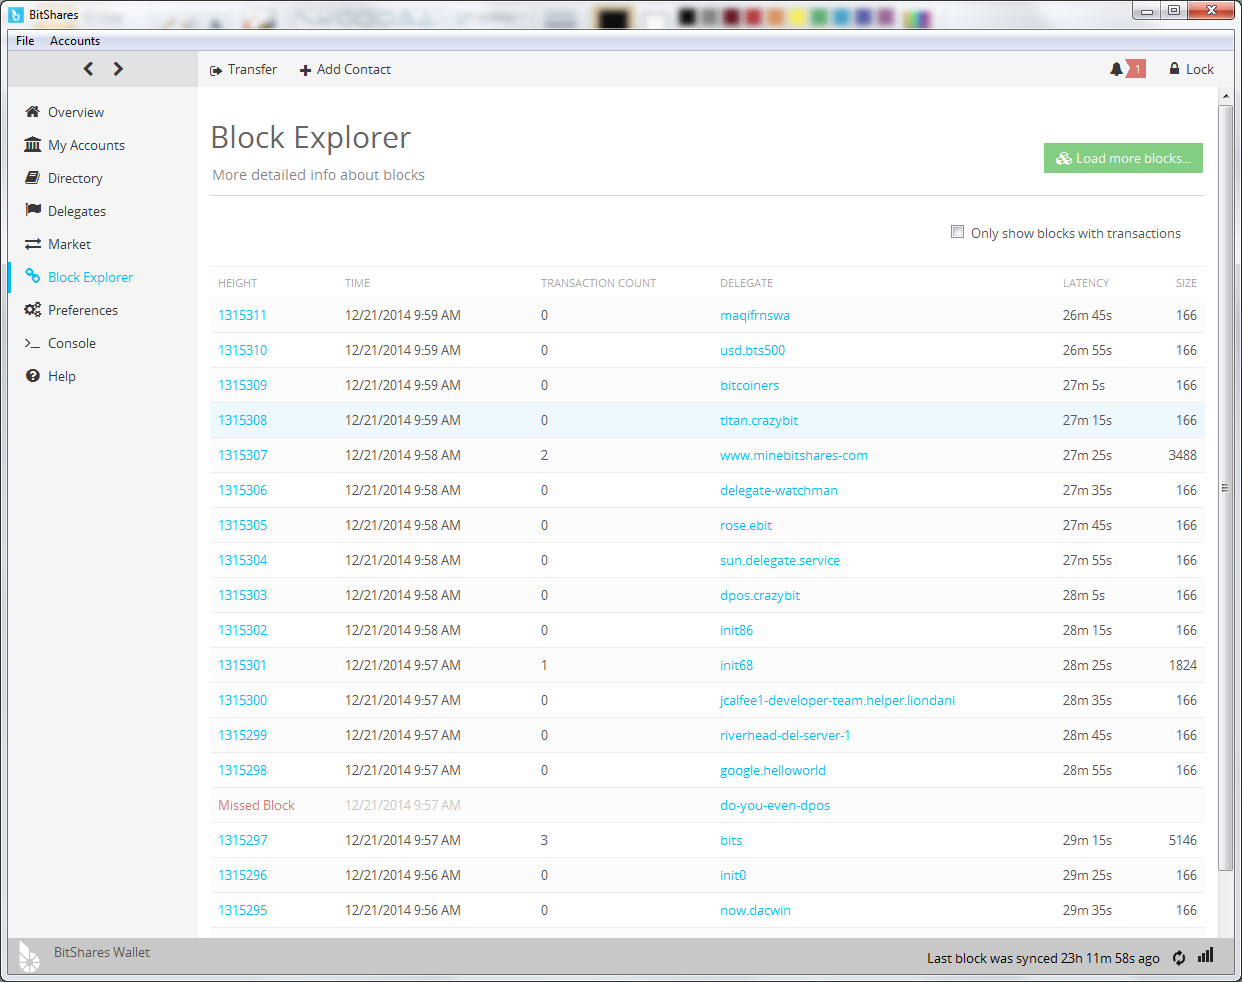 BitShares
File Accounts
Transfer Add Contact 1 Lock
Overview
My Accounts
Directory
Delegates
Market
Block Explorer
Preferences
Console
Help
Block Explorer
More detailed info about blocks
Load more blocks...
Only show blocks with transactions
HEIGHT TIME TRANSACTION COUNT DELEGATE LATENCY SIZE
1315311 12/21/2014 9:59 AM 0 maqifrnswa 26m 45s 166
1315310 12/21/2014 9:59 AM 0 usd.bts500 26m 55s 166
1315309 12/21/2014 9:59 AM 0 bitcoiners 27m 5s 166
1315308 12/21/2014 9:59 AM 0 titan.crazybit 27m 15s 166
1315307 12/21/2014 9:58 AM 2 www.minebitshares-com 27m 25s 3488
1315306 12/21/2014 9:58 AM 0 delegate-watchman 27m 35s 166
1315305 12/21/2014 9:58 AM 0 rose.ebit 27m 45s 166
1315304 12/21/2014 9:58 AM 0 sun.delegate.service 27m 55s 166
1315303 12/21/2014 9:58 AM 0 dpos.crazybit 28m 5s 166
1315302 12/21/2014 9:58 AM 0 init86 28m 15s 166
1315301 12/21/2014 9:57 AM 1 init68 28m 25s 1824
1315300 12/21/2014 9:57 AM 0 jcalfee1-developer-team.helper.liondani 28m 35s 166
1315299 12/21/2014 9:57 AM 0 riverhead-del-server-1 28m 45s 166
1315298 12/21/2014 9:57 AM 0 google.helloworld 28m 55s 166
Missed Block 12/21/2014 9:57 AM do-you-even-dpos
1315297 12/21/2014 9:57 AM 3 bits 29m 15s 5146
1315296 12/21/2014 9:56 AM 0 init0 29m 25s 166
1315295 12/21/2014 9:56 AM 0 now.dacwin 29m 35s 166
BitShares Wallet
Last block was synced 23h 11m 58s ago